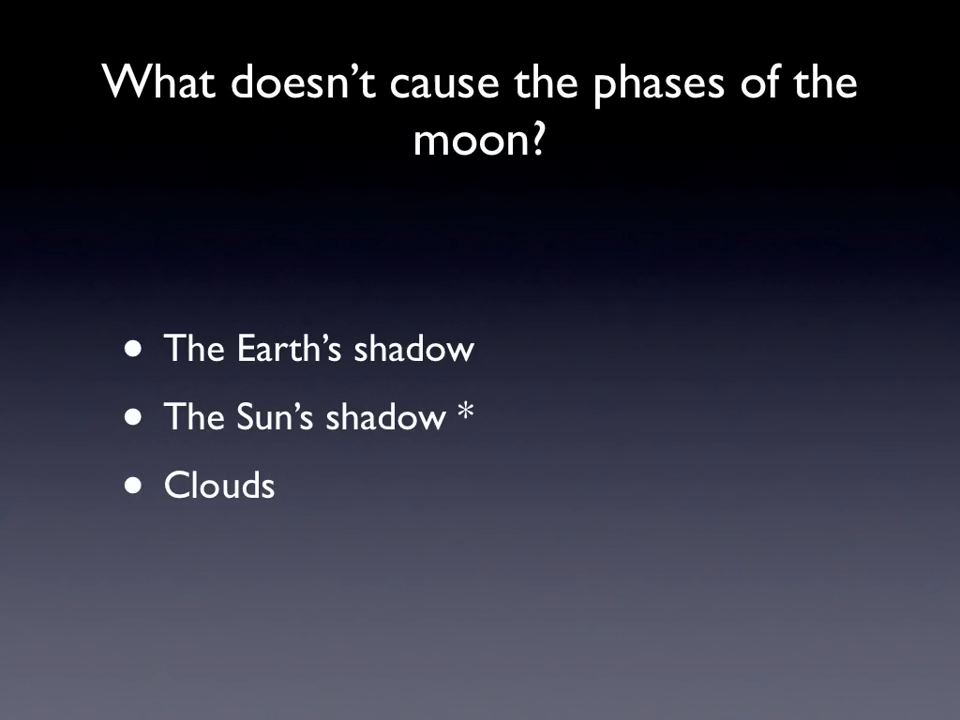 What doesn’t cause the phases of the
moon?
• The Earth’s shadow
• The Sun’s shadow *
• Clouds